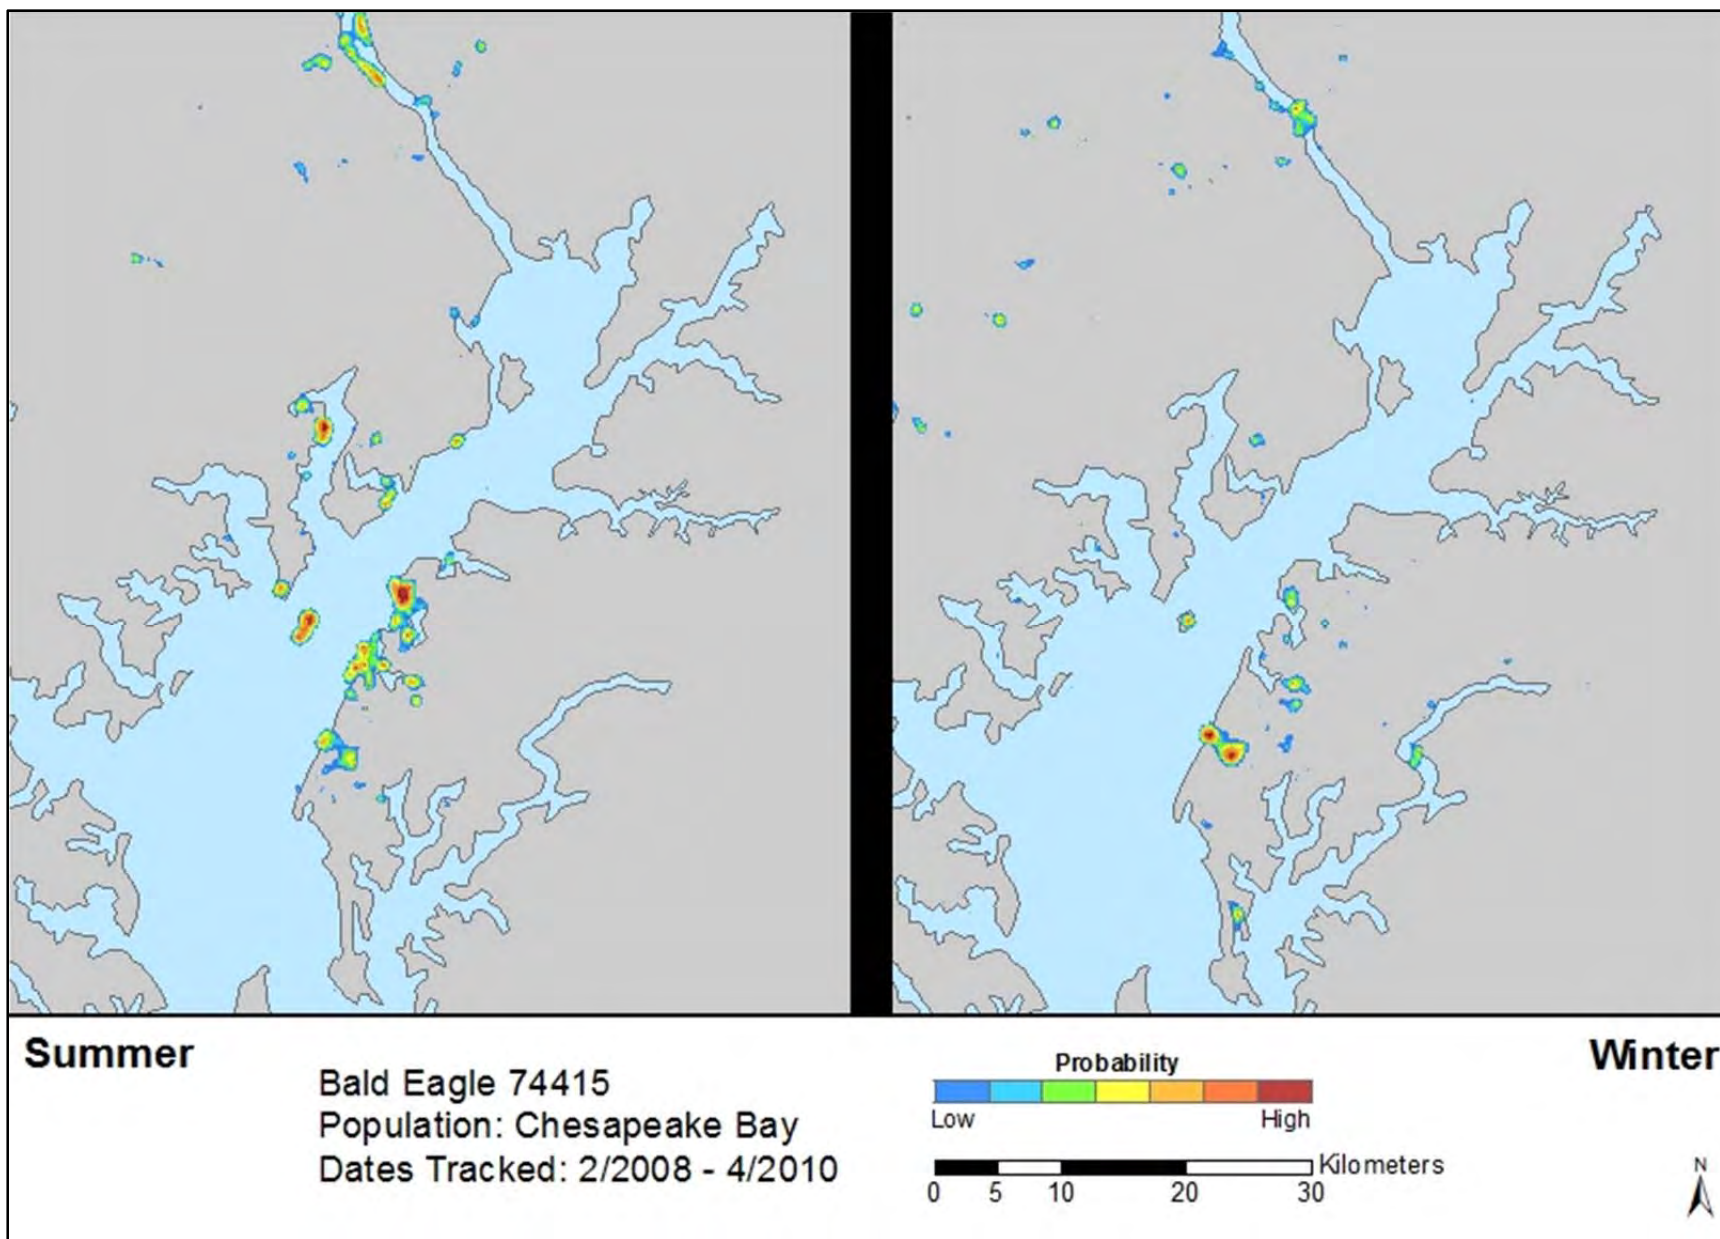 Summer
Winter
Bald Eagle 74415
Population: Chesapeake Bay
Dates Tracked: 2/2008 - 4/2010
Probability
Low High
Kilometers
0 5 10 20 30
N